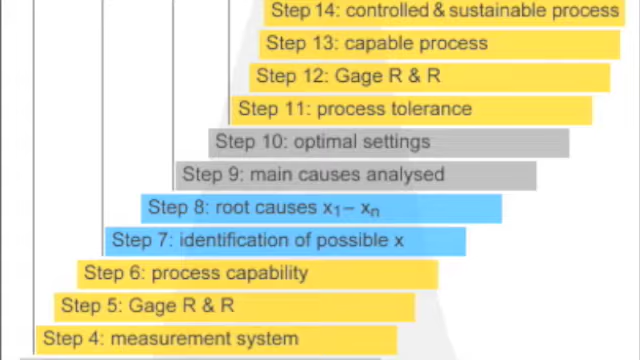 Step 14: controlled & sustainable process
Step 13: capable process
Step 12: Gage R & R
Step 11: process tolerance
Step 10: optimal settings
Step 9: main causes analysed
Step 8: root causes x1– xn
Step 7: identification of possible x
Step 6: process capability
Step 5: Gage R & R
Step 4: measurement system